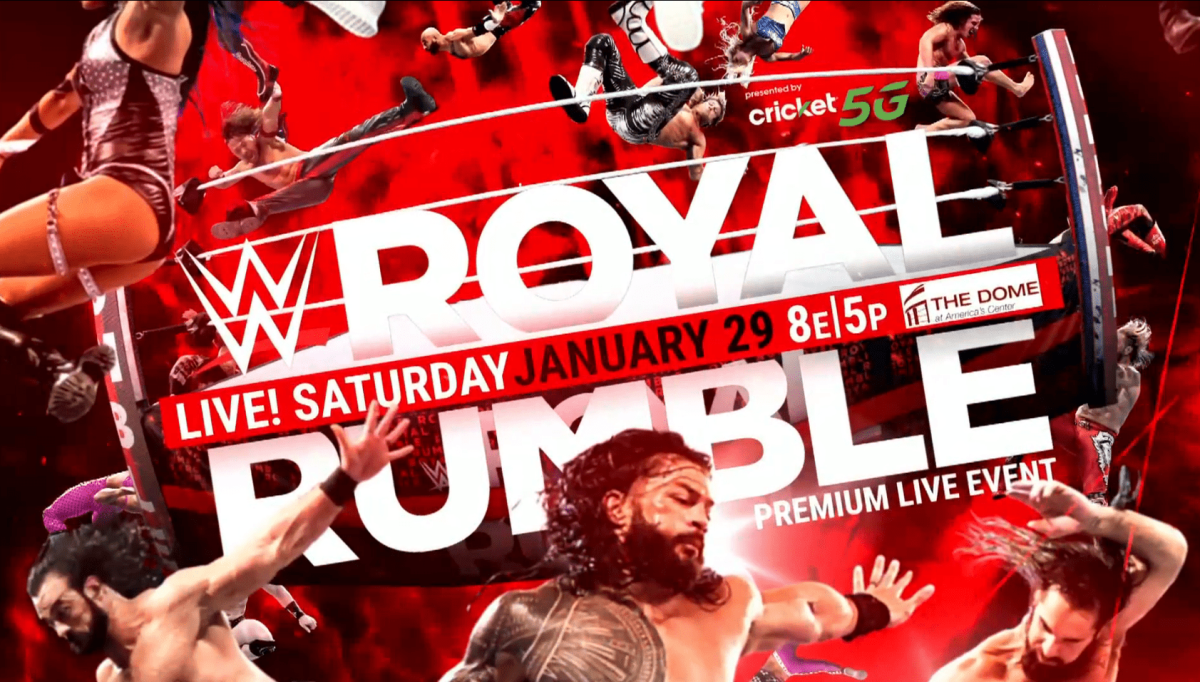 presented by
cricket 5G
W ROYAL
LIVE! SATURDAY JANUARY 29 8E|5P THE DOME
at America's Center
RUMBLE
PREMIUM LIVE EVENT